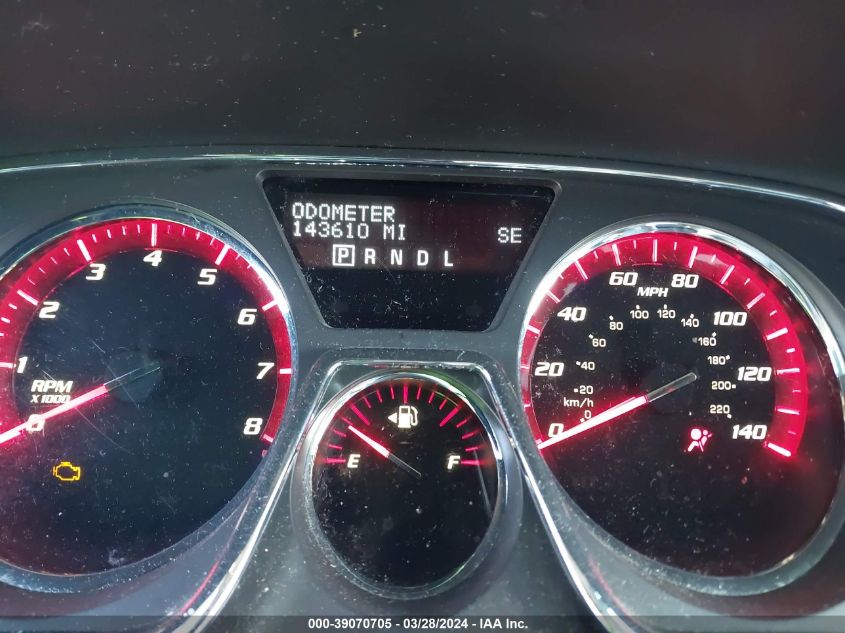 ODOMETER
143610 MI SE
P R N D L
0 1 2 3 4 5 6 7 8
RPM
X1000
E F
0 20 40 60 80 100 120 140
MPH
0 20 40 60 80 100 120 140 160 180 200 220
km/h
000-39070705 - 03/28/2024 - IAA Inc.